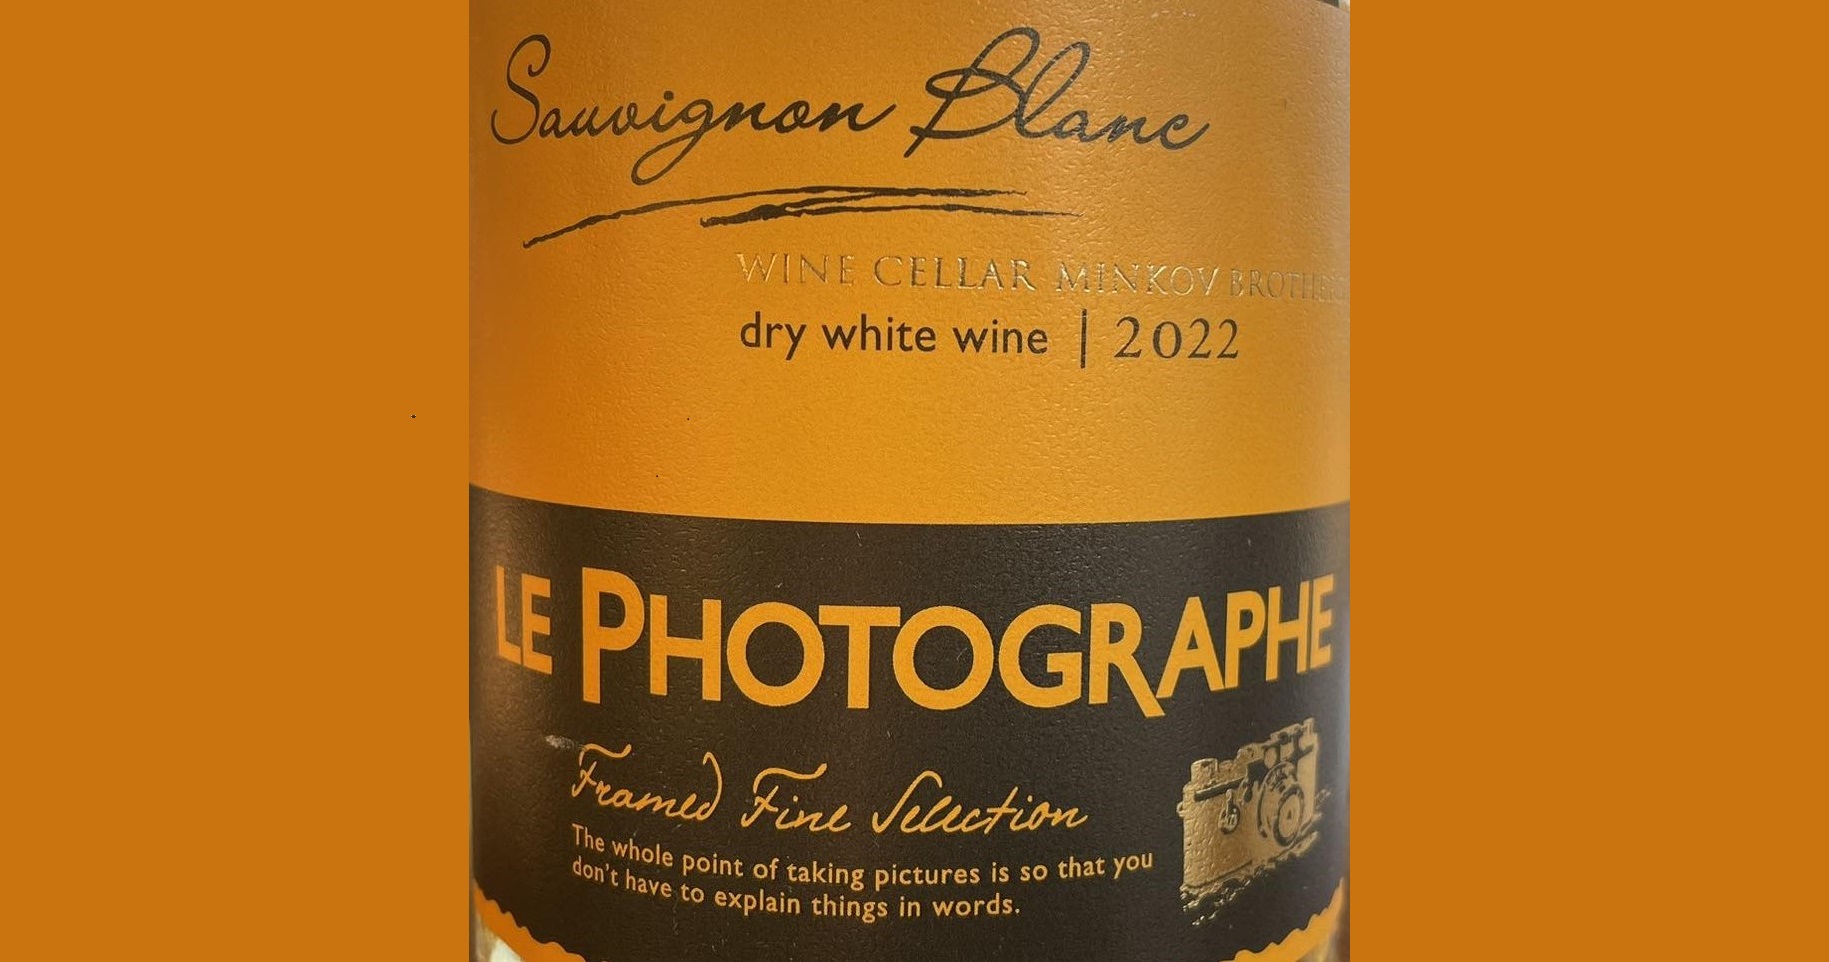 Sauvignon Blanc
WINE CELLAR MINKOV BROTHERS
dry white wine | 2022
LE PHOTOGRAPHE
Framed Fine Selection
The whole point of taking pictures is so that you
don't have to explain things in words.